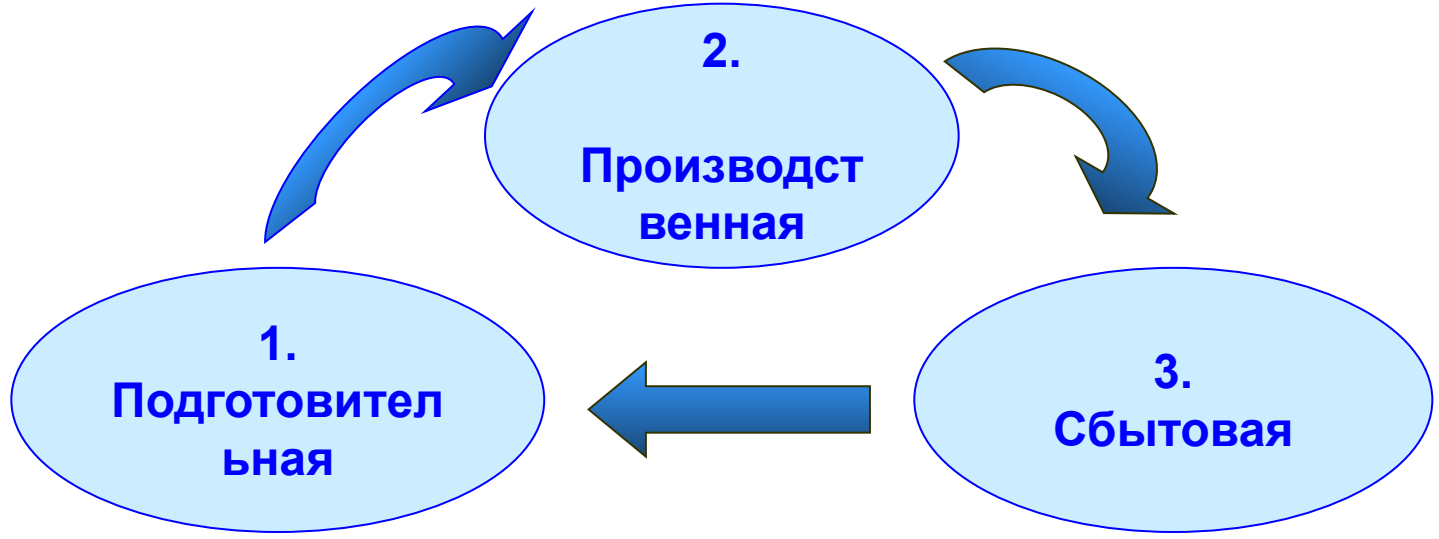 1.
Подготовител
ьная
2.
Производст
венная
3.
Сбытовая